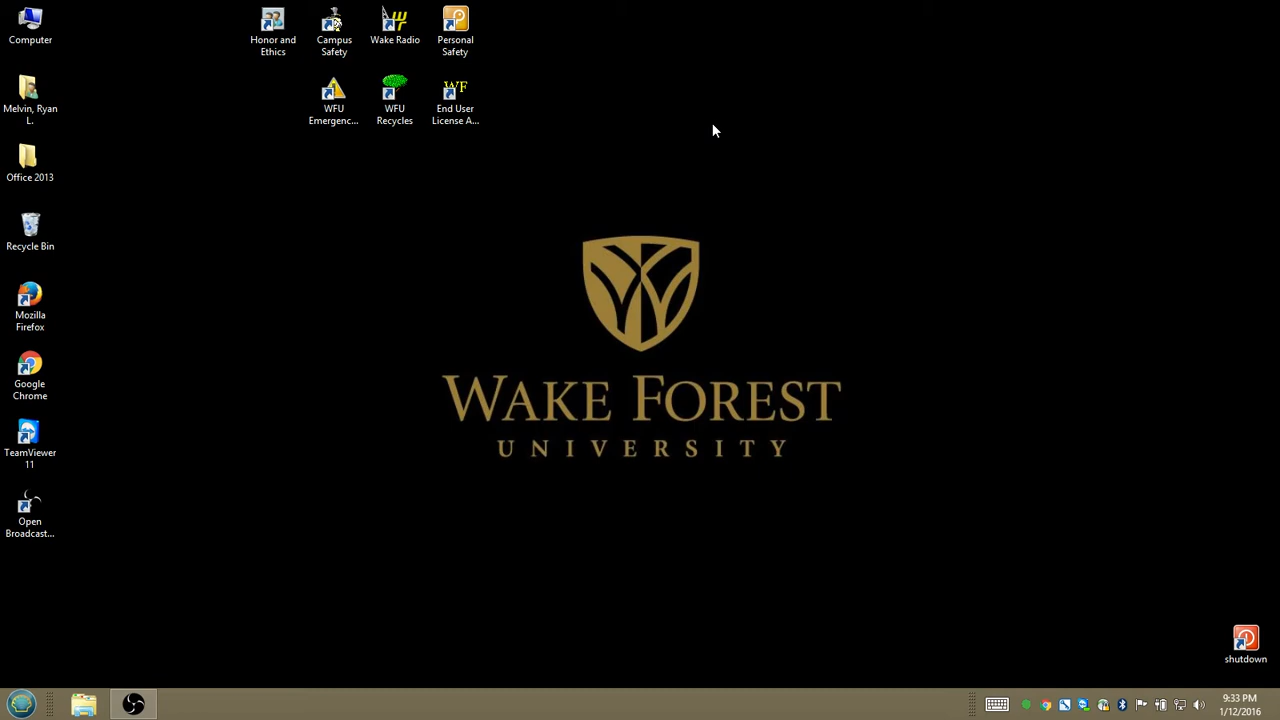 Computer
Melvin, Ryan
L.
Office 2013
Recycle Bin
Mozilla
Firefox
Google
Chrome
TeamViewer
11
Open
Broadcast...
Honor and
Ethics
Campus
Safety
Wake Radio
Personal
Safety
WFU
Emergenc...
WFU
Recycles
WF
End User
License A...
WAKE FOREST
UNIVERSITY
shutdown
9:33 PM
1/12/2016